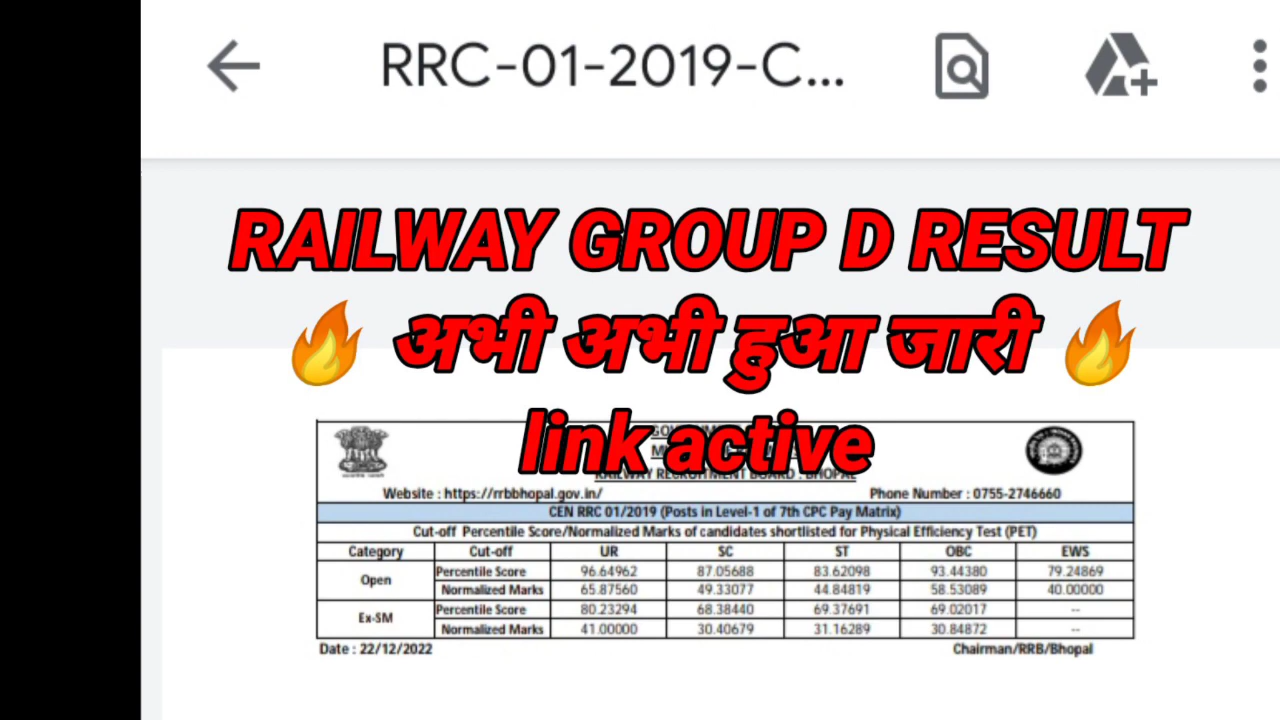 RRC-01-2019-C...
RAILWAY GROUP D RESULT
🔥 अभी अभी हुआ जारी 🔥
link active
RAILWAY RECRUITMENT BOARD : BHOPAL
Website : https://rrbbhopal.gov.in/ Phone Number : 0755-2746660
CEN RRC 01/2019 (Posts in Level-1 of 7th CPC Pay Matrix)
Cut-off Percentile Score/Normalized Marks of candidates shortlisted for Physical Efficiency Test (PET)
Category Cut-off UR SC ST OBC EWS
Open Percentile Score 96.64962 87.05688 83.62098 93.44380 79.24869
Normalized Marks 65.87560 49.33077 44.84819 58.53089 40.00000
Ex-SM Percentile Score 80.23294 68.38440 69.37691 69.02017 --
Normalized Marks 41.00000 30.40679 31.16289 30.84872 --
Date : 22/12/2022 Chairman/RRB/Bhopal